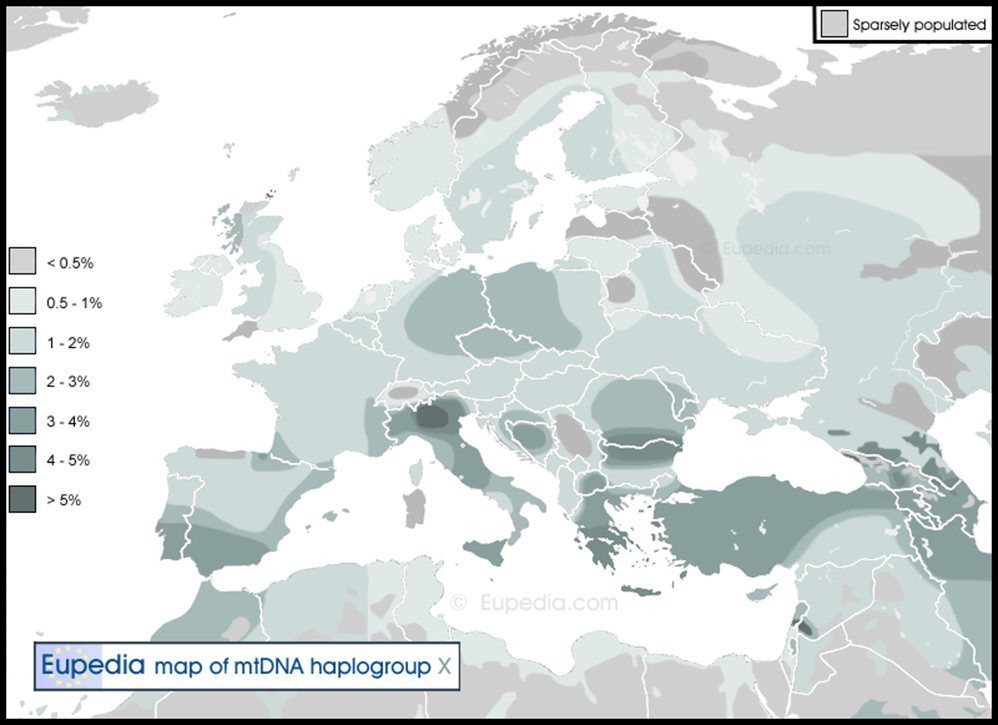 Sparsely populated
© Eupedia.com
< 0.5%
0.5 - 1%
1 - 2%
2 - 3%
3 - 4%
4 - 5%
> 5%
© Eupedia.com
Eupedia map of mtDNA haplogroup X